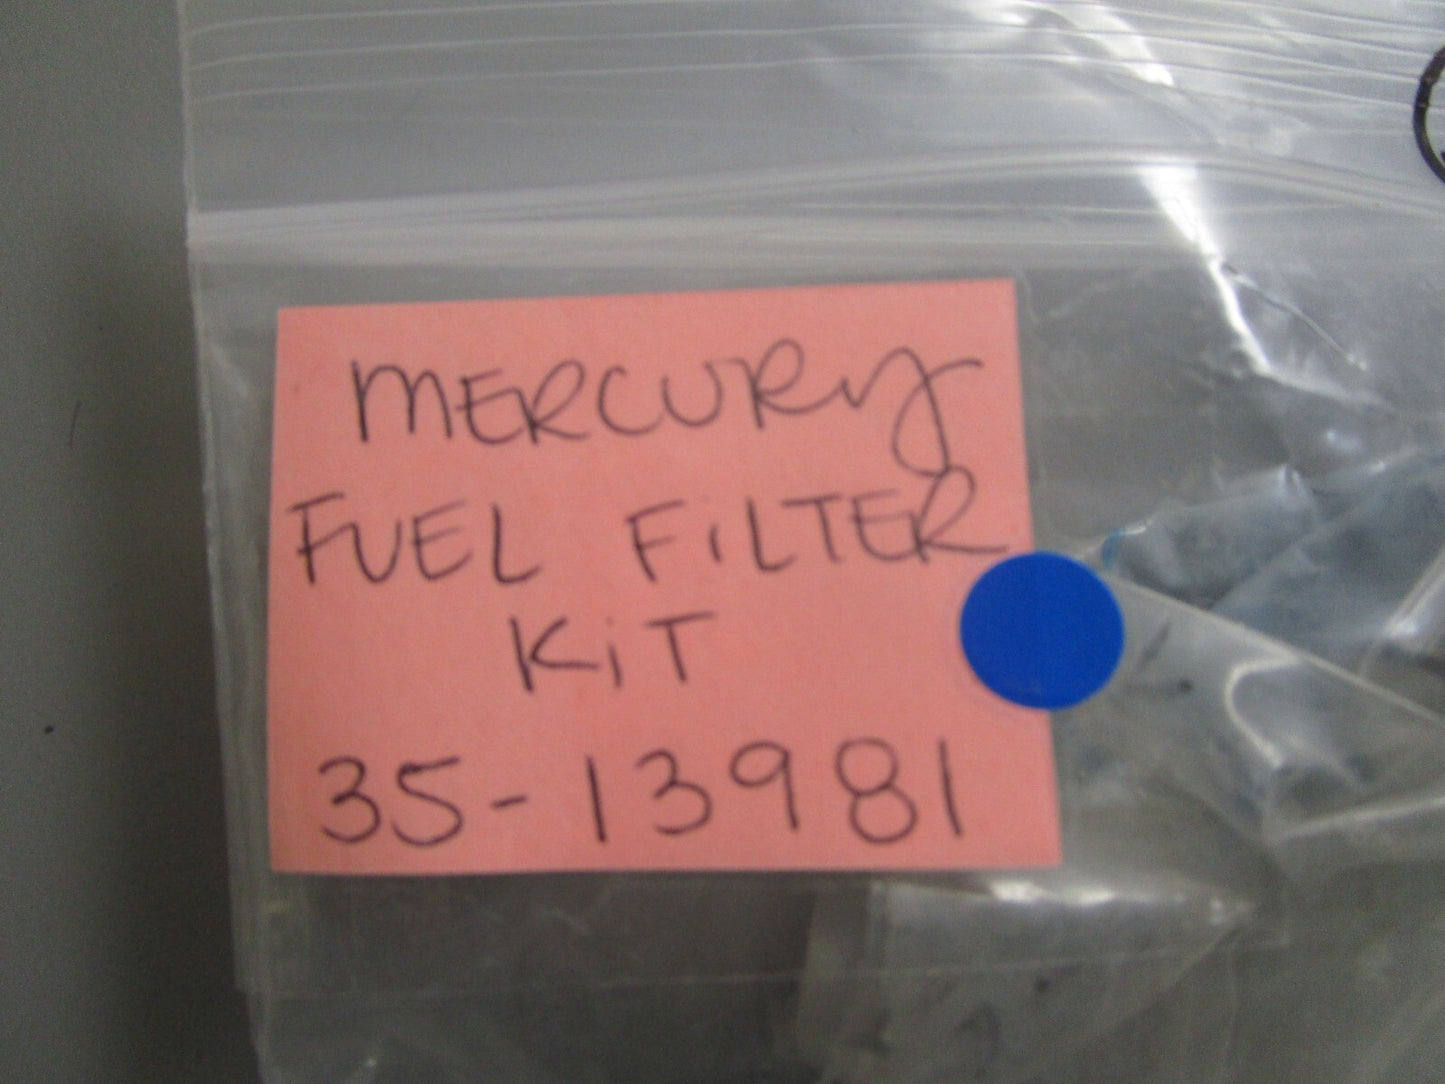 MERCURY
FUEL FiLTER
KiT
35-13981